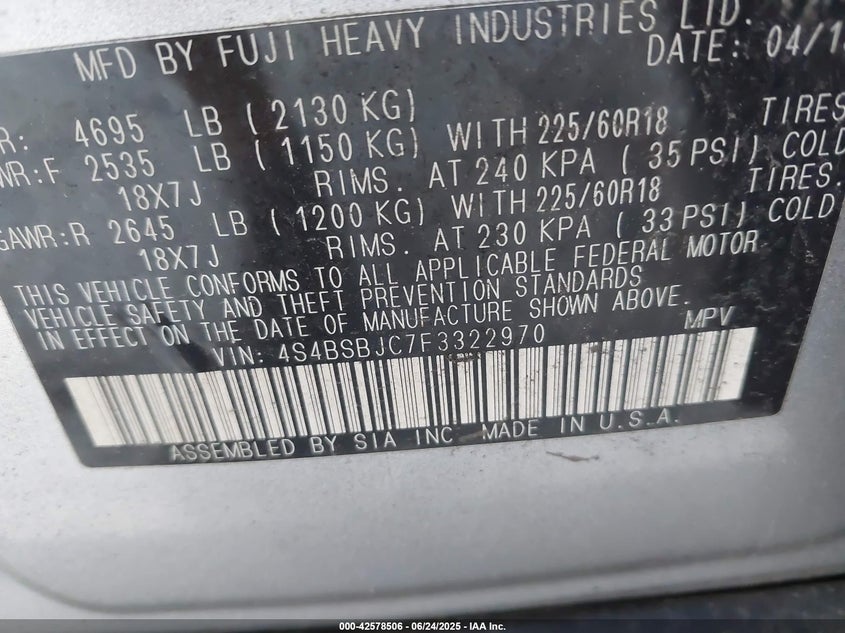 MFD BY FUJI HEAVY INDUSTRIES LTD.
DATE: 04/1
R: 4695 LB ( 2130 KG)
WR:F 2535 LB ( 1150 KG) WITH 225/60R18 TIRES
18X7J RIMS. AT 240 KPA ( 35 PSI) COLD
GAWR:R 2645 LB ( 1200 KG) WITH 225/60R18 TIRES.
18X7J RIMS. AT 230 KPA ( 33 PSI) COLD
THIS VEHICLE CONFORMS TO ALL APPLICABLE FEDERAL MOTOR
VEHICLE SAFETY AND THEFT PREVENTION STANDARDS
IN EFFECT ON THE DATE OF MANUFACTURE SHOWN ABOVE.
VIN: 4S4BSBJC7F3322970 MPV
ASSEMBLED BY SIA INC MADE IN U.S.A.
000-42578506 - 06/24/2025 - IAA Inc.